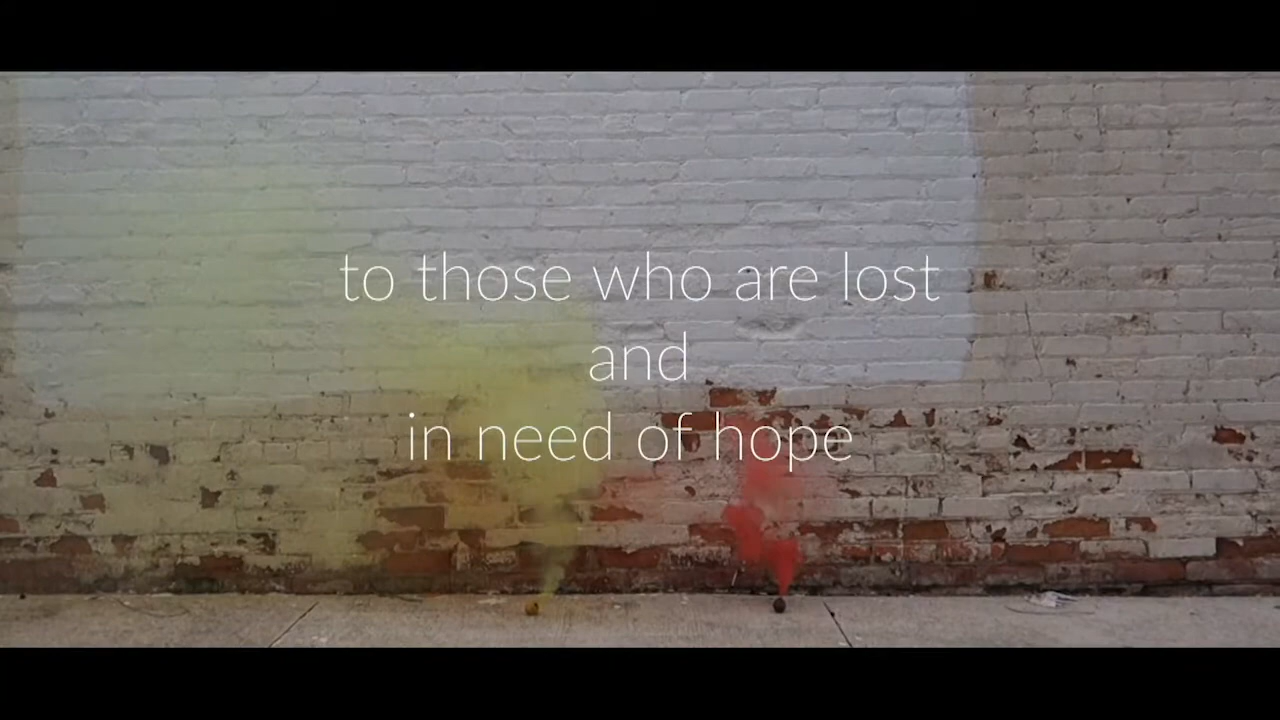 to those who are lost
and
in need of hope